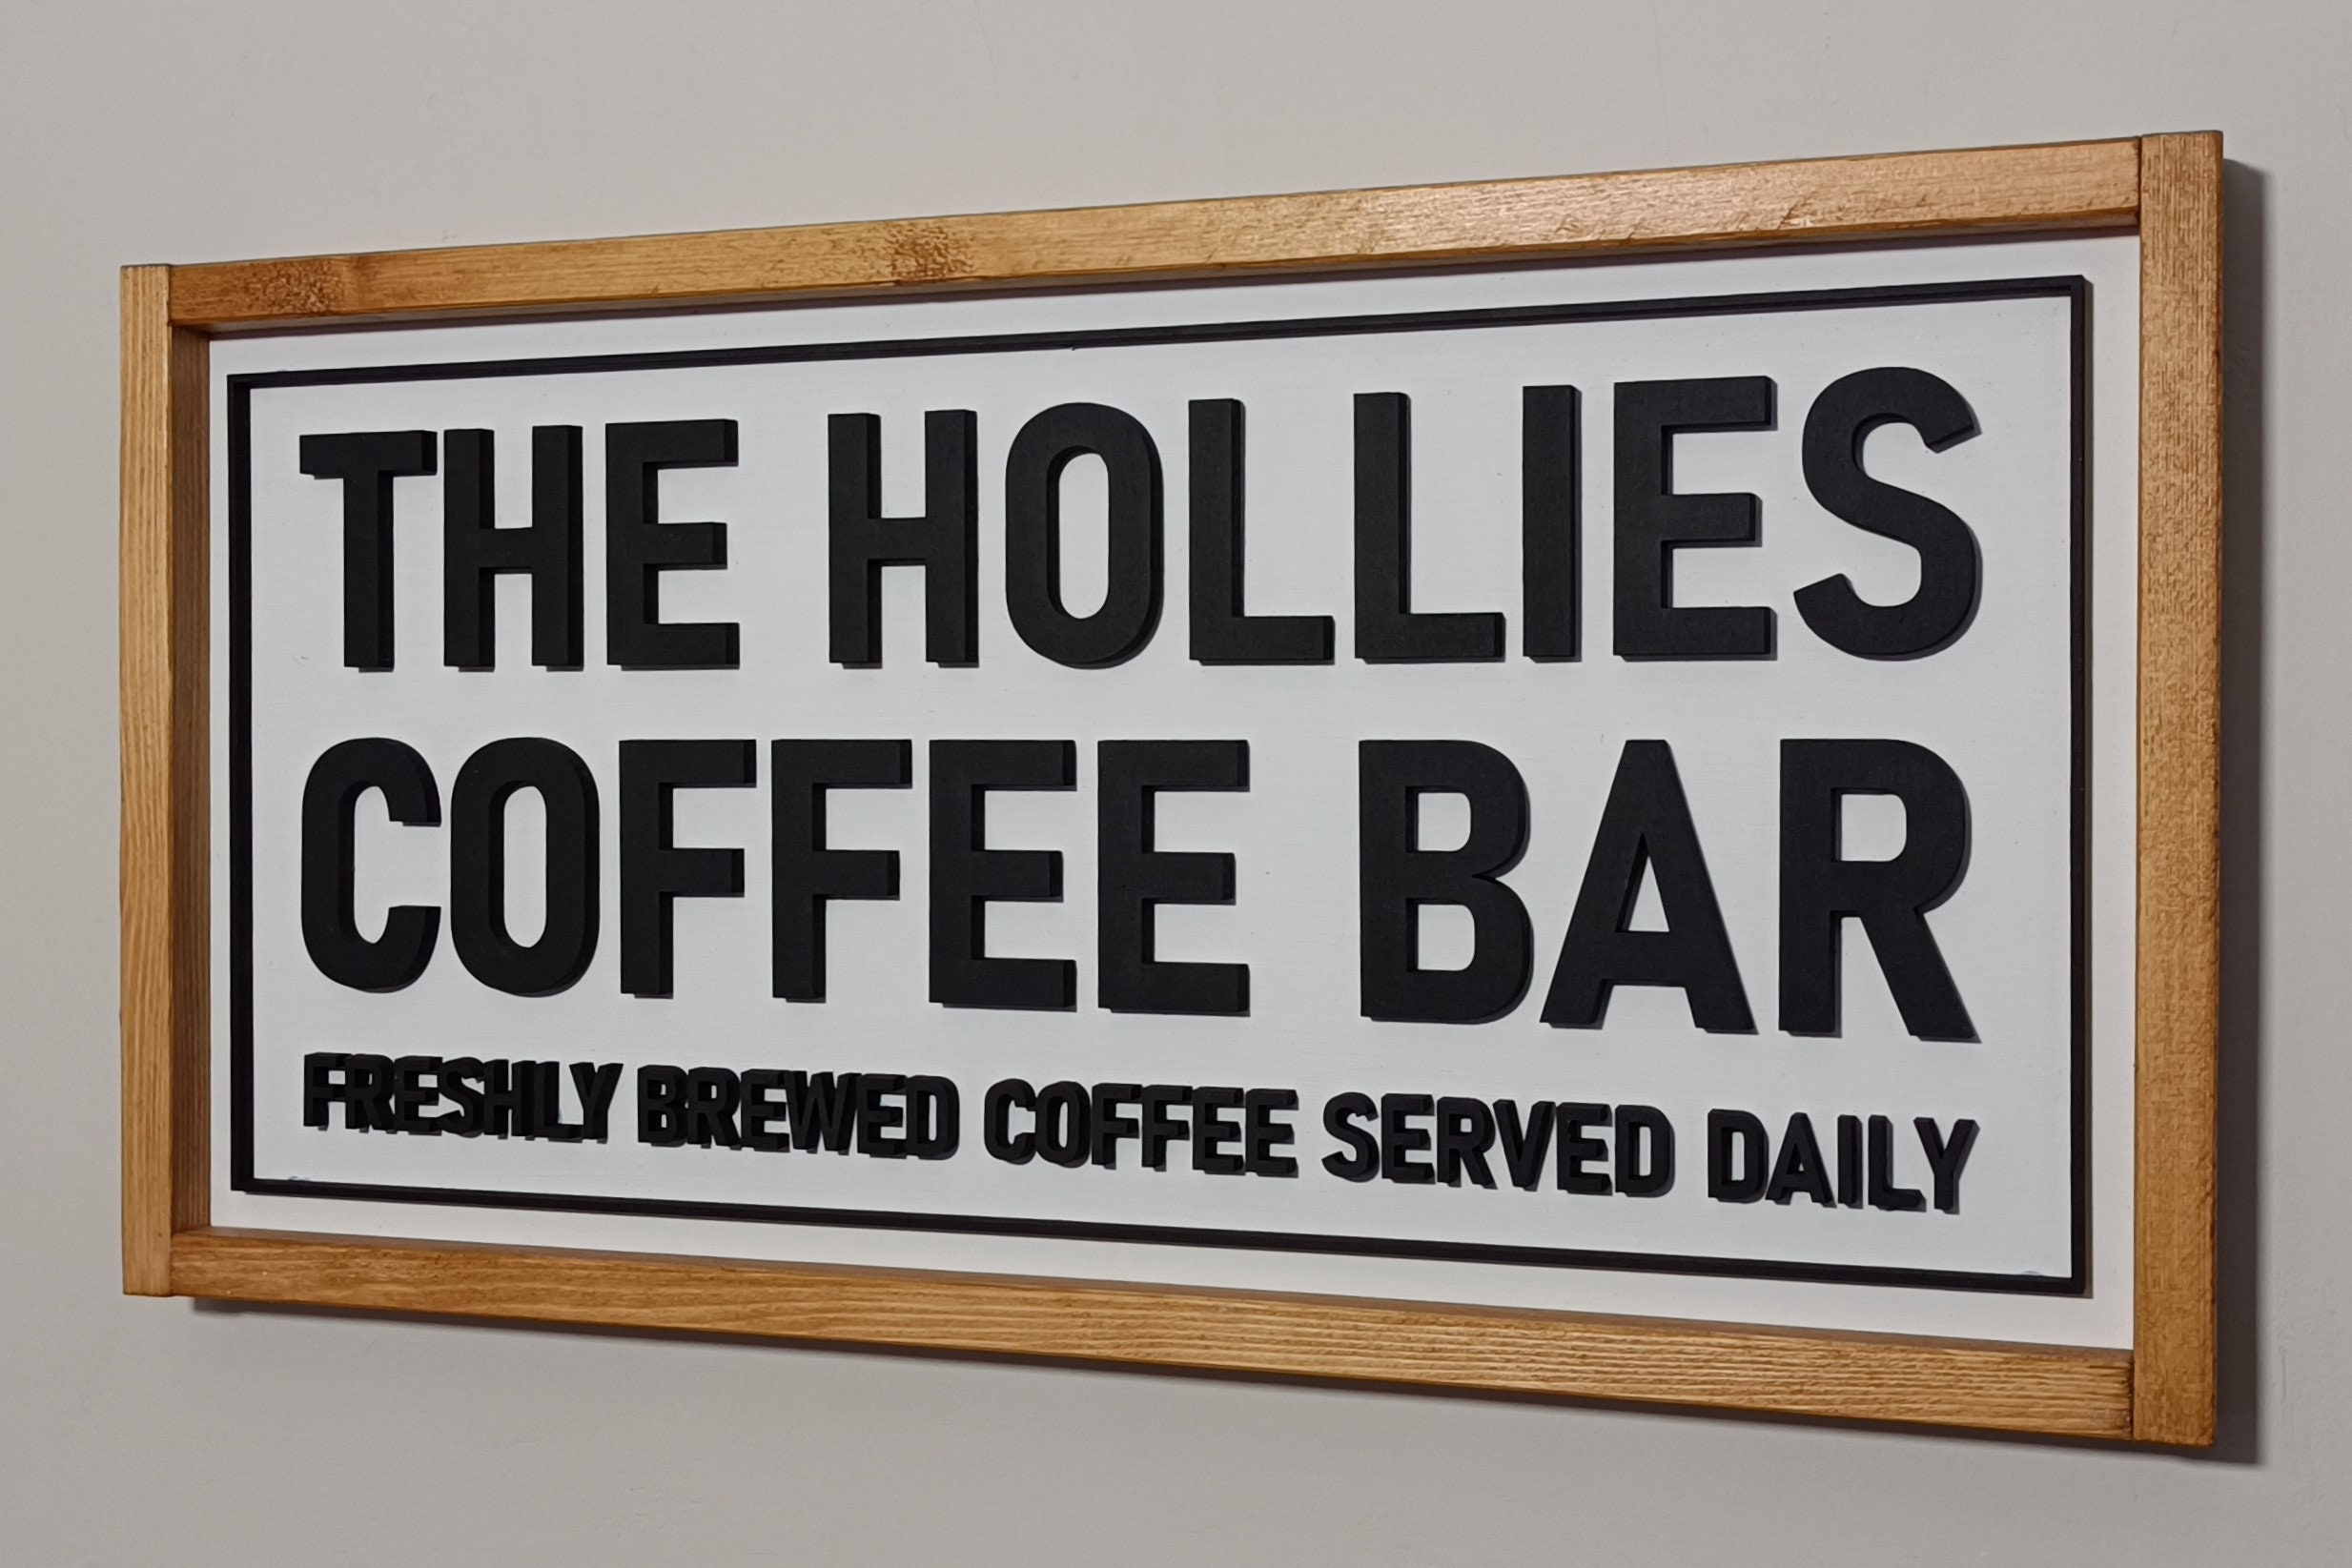 THE HOLLIES
COFFEE BAR
FRESHLY BREWED COFFEE SERVED DAILY